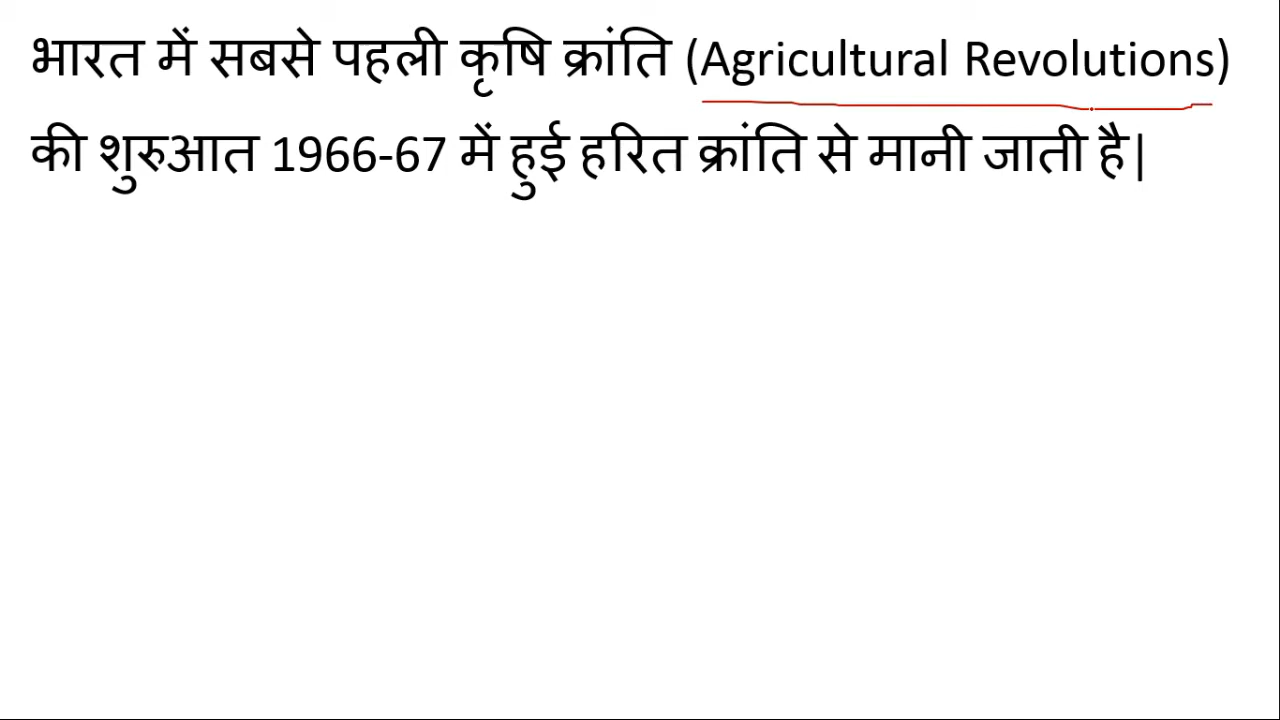 भारत में सबसे पहली कृषि क्रांति (Agricultural Revolutions)
की शुरुआत 1966-67 में हुई हरित क्रांति से मानी जाती है|